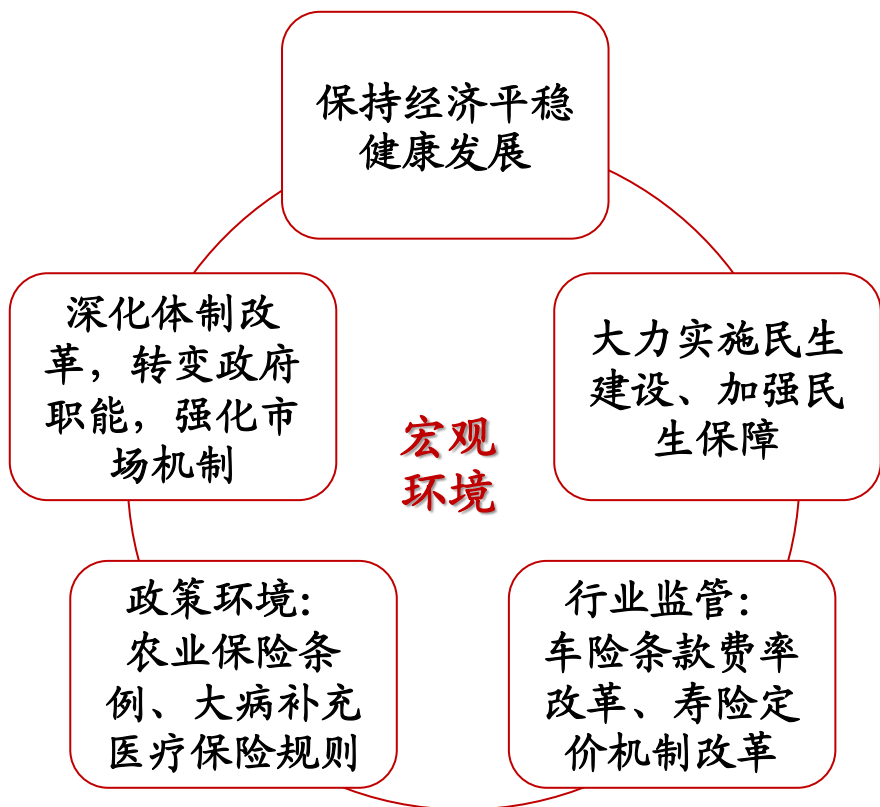 保持经济平稳
健康发展
深化体制改
革，转变政府
职能，强化市
场机制
大力实施民生
建设、加强民
生保障
宏观
环境
政策环境：
农业保险条
例、大病补充
医疗保险规则
行业监管：
车险条款费率
改革、寿险定
价机制改革